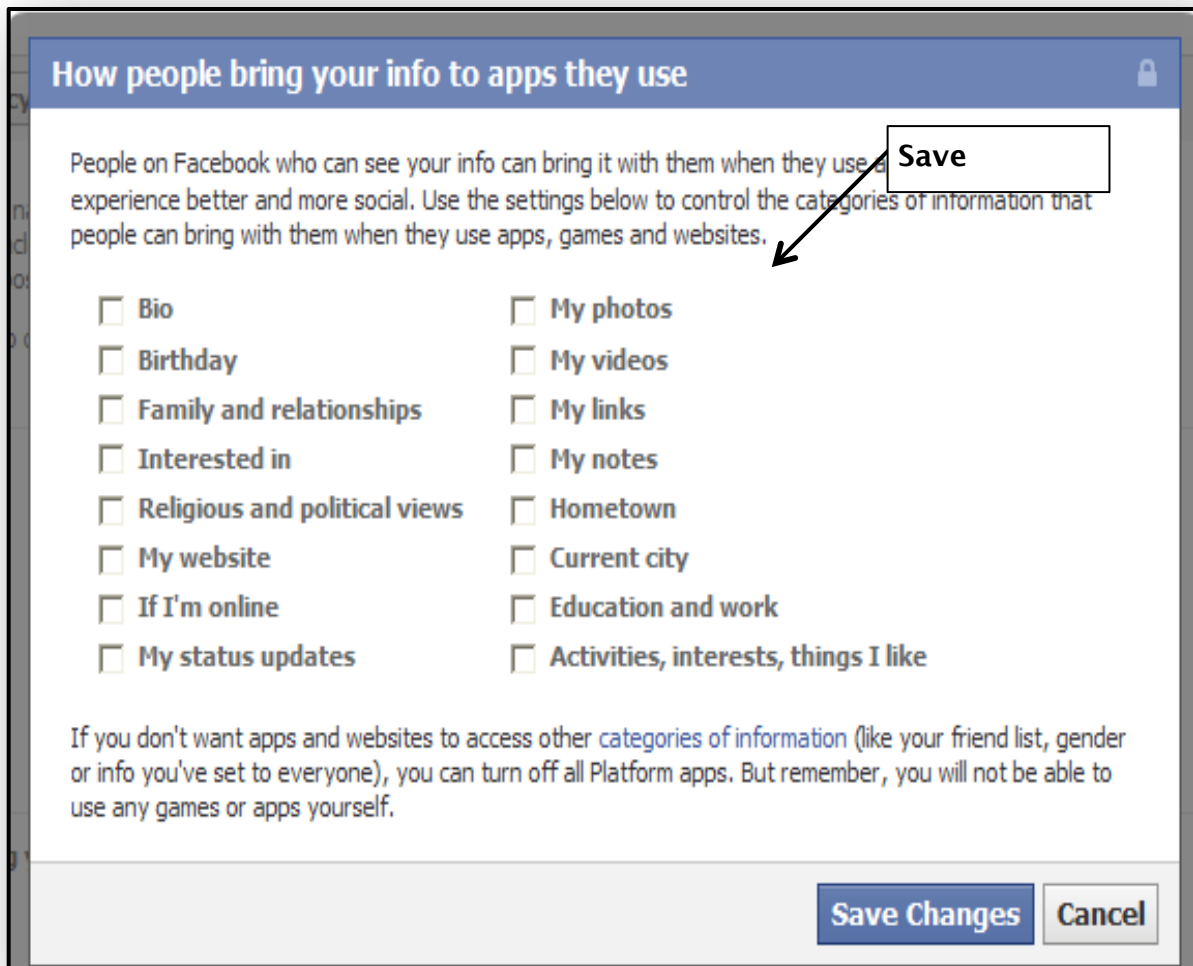 How people bring your info to apps they use
Save
People on Facebook who can see your info can bring it with them when they use
experience better and more social. Use the settings below to control the categories of information that
people can bring with them when they use apps, games and websites.
Bio
My photos
Birthday
My videos
Family and relationships
My links
Interested in
My notes
Religious and political views
Hometown
My website
Current city
If I'm online
Education and work
My status updates
Activities, interests, things I like
If you don't want apps and websites to access other categories of information (like your friend list, gender
or info you've set to everyone), you can turn off all Platform apps. But remember, you will not be able to
use any games or apps yourself.
Save Changes
Cancel